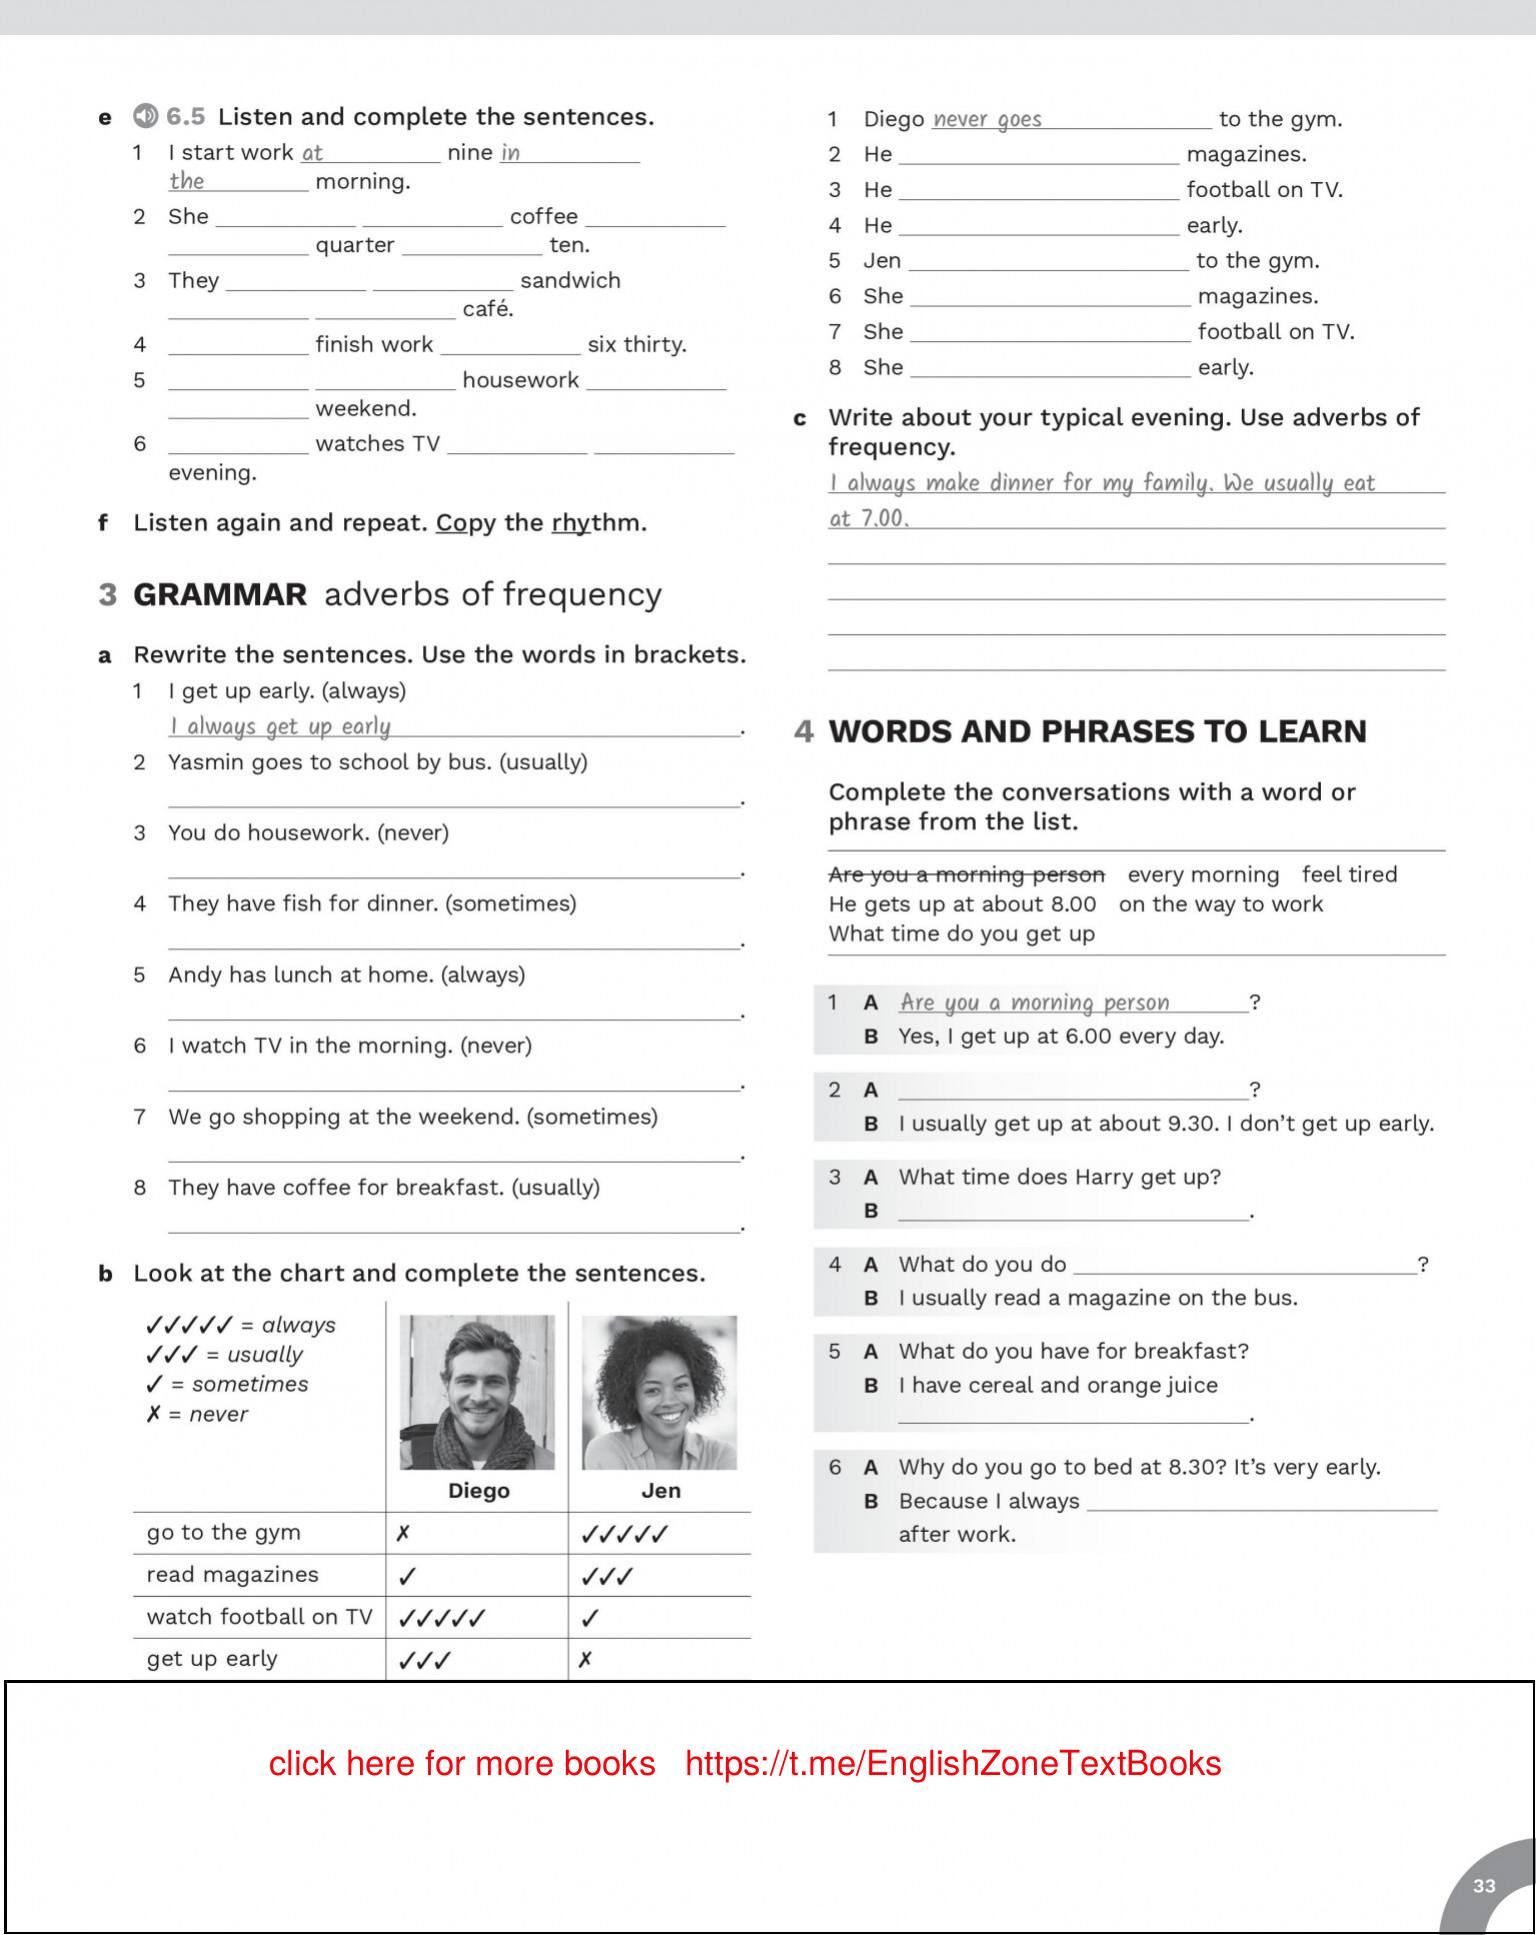 e 6.5 Listen and complete the sentences.
1 I start work at nine in
the morning.
2 She coffee
quarter ten.
3 They sandwich
café.
4 finish work six thirty.
5 housework
weekend.
6 watches TV
evening.
f Listen again and repeat. Copy the rhythm.
3 GRAMMAR adverbs of frequency
a Rewrite the sentences. Use the words in brackets.
1 I get up early. (always)
I always get up early.
2 Yasmin goes to school by bus. (usually)
.
3 You do housework. (never)
.
4 They have fish for dinner. (sometimes)
.
5 Andy has lunch at home. (always)
.
6 I watch TV in the morning. (never)
.
7 We go shopping at the weekend. (sometimes)
.
8 They have coffee for breakfast. (usually)
.
b Look at the chart and complete the sentences.
✓✓✓✓✓ = always
✓✓✓ = usually
✓ = sometimes
✗ = never
Diego Jen
go to the gym ✗ ✓✓✓✓✓
read magazines ✓ ✓✓✓
watch football on TV ✓✓✓✓✓ ✓
get up early ✓✓✓ ✗
1 Diego never goes to the gym.
2 He magazines.
3 He football on TV.
4 He early.
5 Jen to the gym.
6 She magazines.
7 She football on TV.
8 She early.
c Write about your typical evening. Use adverbs of
frequency.
I always make dinner for my family. We usually eat
at 7.00.
4 WORDS AND PHRASES TO LEARN
Complete the conversations with a word or
phrase from the list.
Are you a morning person every morning feel tired
He gets up at about 8.00 on the way to work
What time do you get up
1 A Are you a morning person?
B Yes, I get up at 6.00 every day.
2 A ?
B I usually get up at about 9.30. I don't get up early.
3 A What time does Harry get up?
B .
4 A What do you do ?
B I usually read a magazine on the bus.
5 A What do you have for breakfast?
B I have cereal and orange juice
.
6 A Why do you go to bed at 8.30? It's very early.
B Because I always
after work.
click here for more books https://t.me/EnglishZoneTextBooks
33